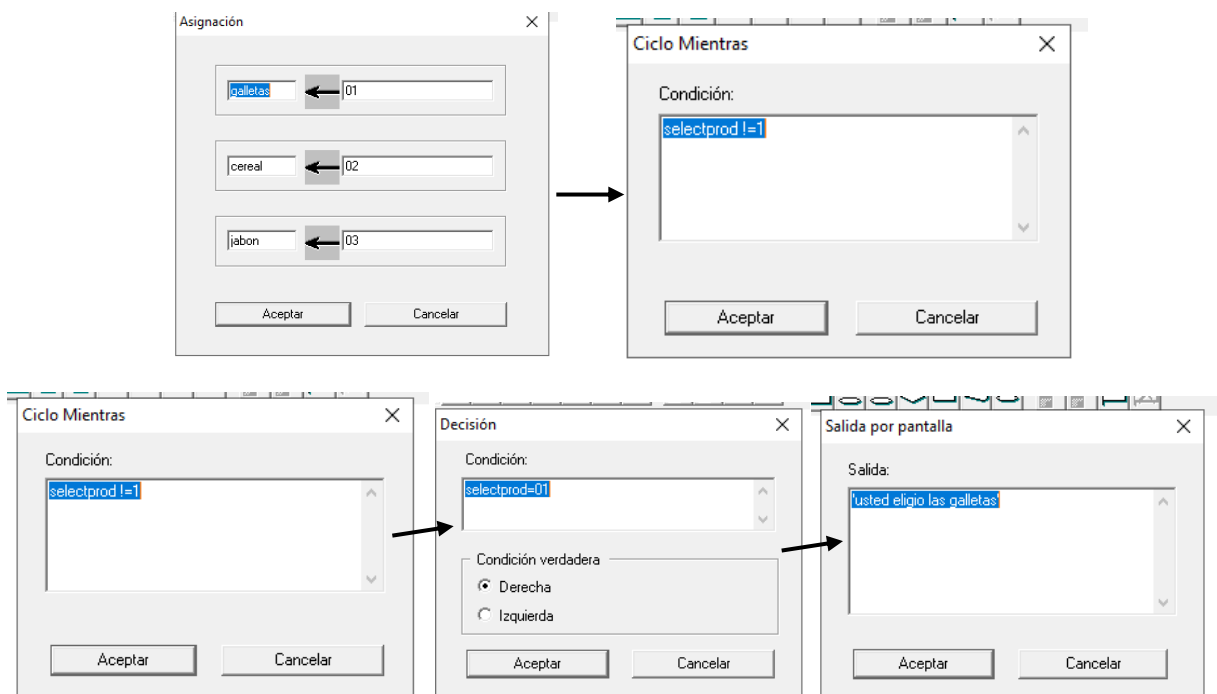 Asignación
galletas 01
cereal 02
jabon 03
Aceptar Cancelar
Ciclo Mientras
Condición:
selectprod !=1
Aceptar Cancelar
Ciclo Mientras
Condición:
selectprod !=1
Aceptar Cancelar
Decisión
Condición:
selectprod=01
Condición verdadera
Derecha
Izquierda
Aceptar Cancelar
Salida por pantalla
Salida:
'usted eligio las galletas'
Aceptar Cancelar